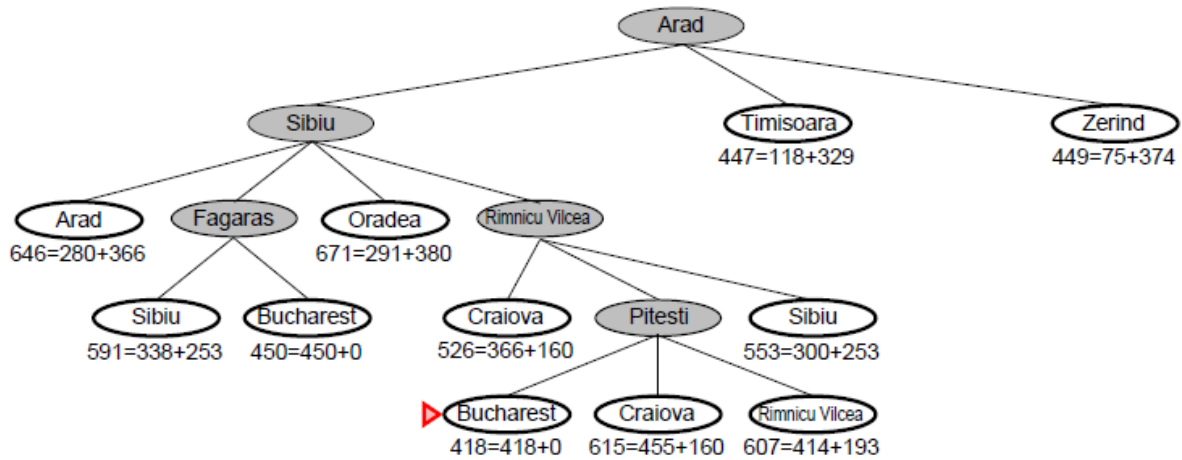 Arad
Sibiu
Timisoara
Zerind
447=118+329
449=75+374
Arad
Fagaras
Oradea
Rimnicu Vilcea
646=280+366
671=291+380
Sibiu
Bucharest
Craiova
Pitesti
Sibiu
591=338+253
450=450+0
526=366+160
553=300+253
Bucharest
Craiova
Rimnicu Vilcea
418=418+0
615=455+160
607=414+193